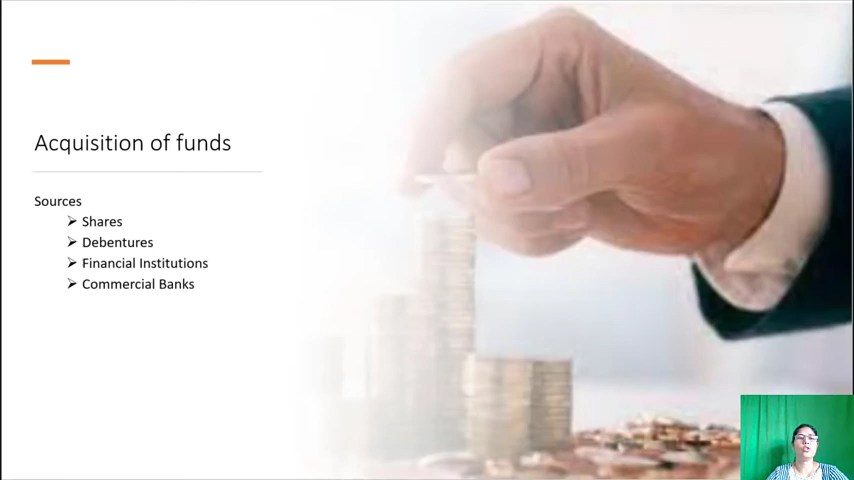 Acquisition of funds
Sources
➢ Shares
➢ Debentures
➢ Financial Institutions
➢ Commercial Banks